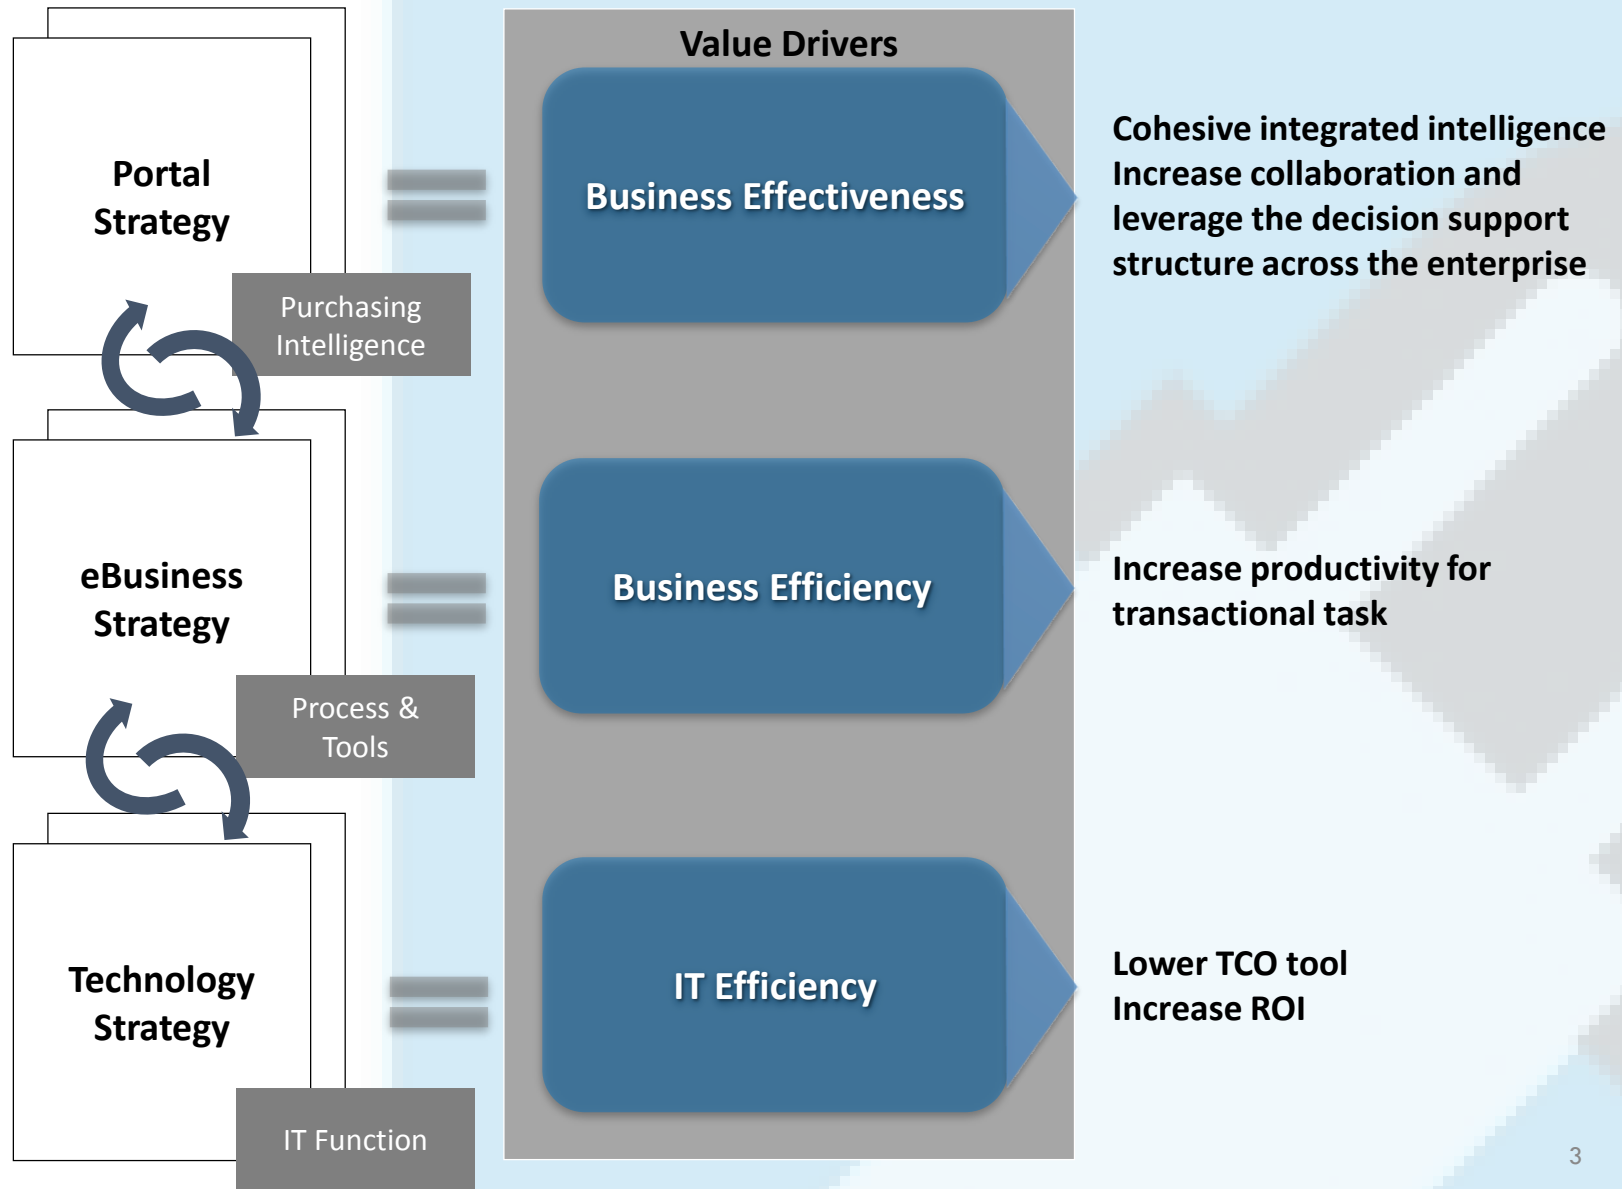 Value Drivers
Portal
Strategy
Purchasing
Intelligence
Business Effectiveness
Cohesive integrated intelligence
Increase collaboration and
leverage the decision support
structure across the enterprise
eBusiness
Strategy
Process &
Tools
Business Efficiency
Increase productivity for
transactional task
Technology
Strategy
IT Function
IT Efficiency
Lower TCO tool
Increase ROI
3